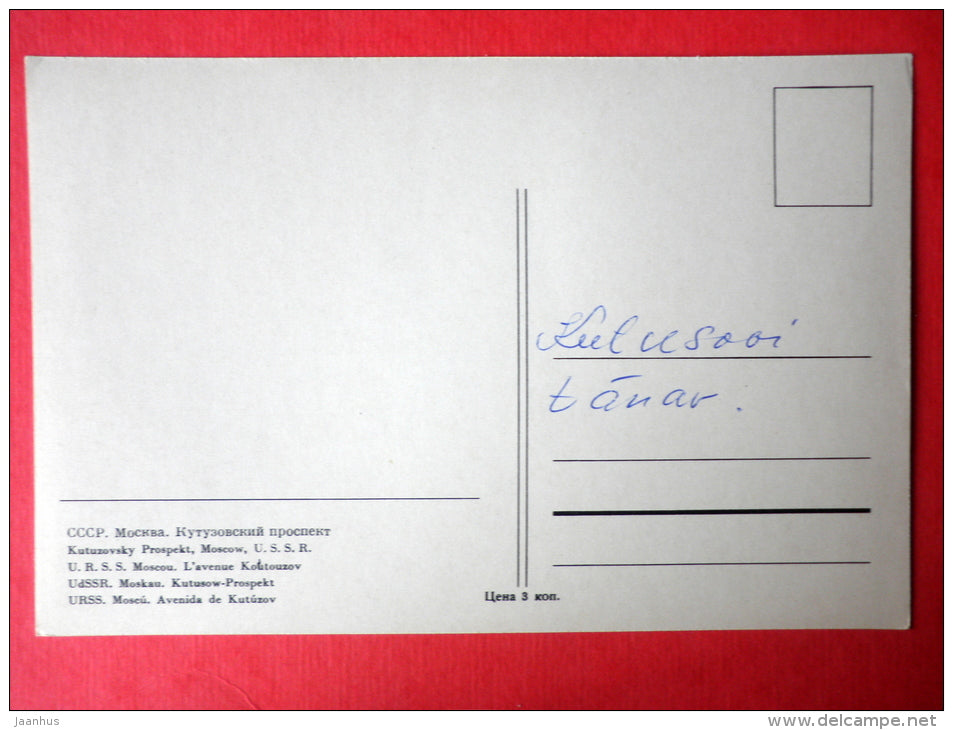 Kutusovi
tänav.
СССР. Москва. Кутузовский проспект
Kutuzovsky Prospekt, Moscow, U. S. S. R.
U. R. S. S. Moscou. L'avenue Koutouzov
UdSSR. Moskau. Kutusow-Prospekt
URSS. Moscú. Avenida de Kutúzov
Цена 3 коп.
Jaanhus
www.delcampe.net